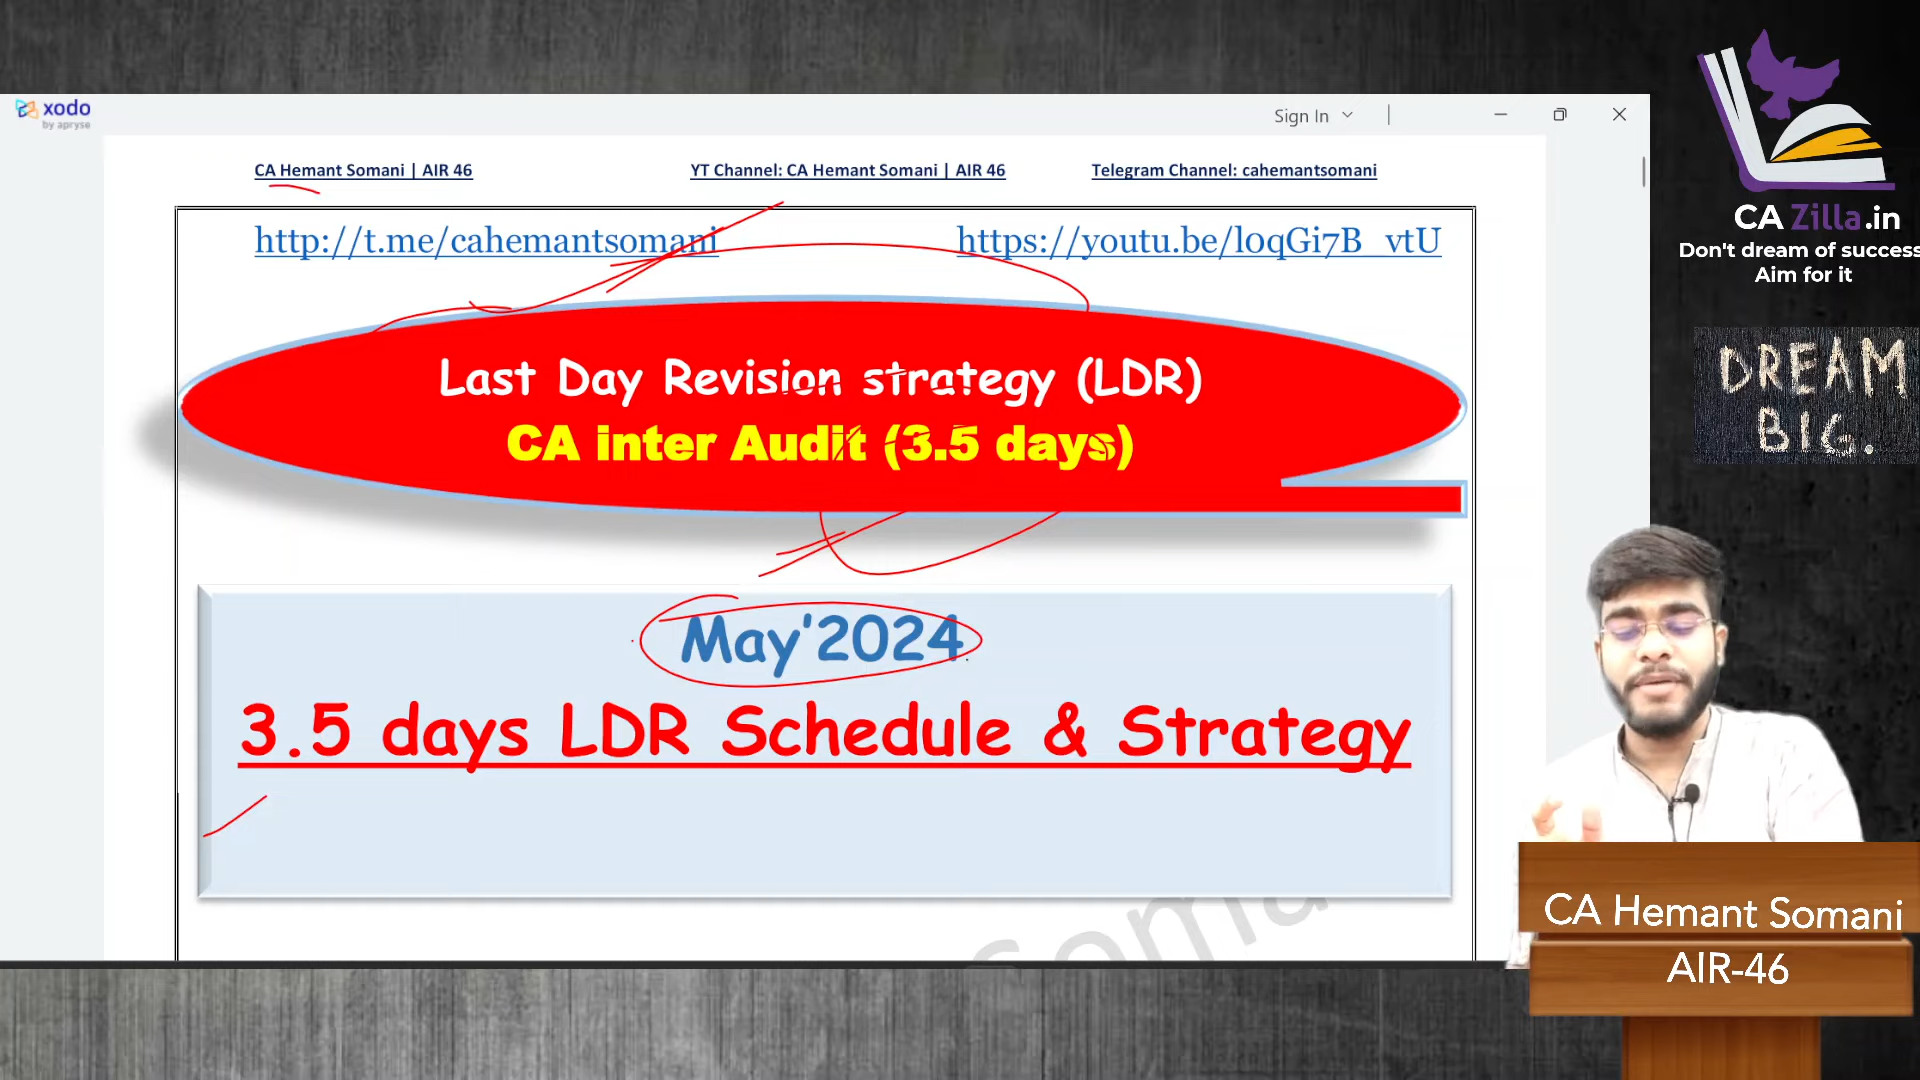 xodo
by apryse
Sign In
CA Hemant Somani | AIR 46
YT Channel: CA Hemant Somani | AIR 46
Telegram Channel: cahemantsomani
http://t.me/cahemantsomani
https://youtu.be/l0qGi7B_vtU
Last Day Revision strategy (LDR)
CA inter Audit (3.5 days)
May'2024
3.5 days LDR Schedule & Strategy
Soma
CA Zilla.in
Don't dream of success
Aim for it
DREAM
BIG.
CA Hemant Somani
AIR-46